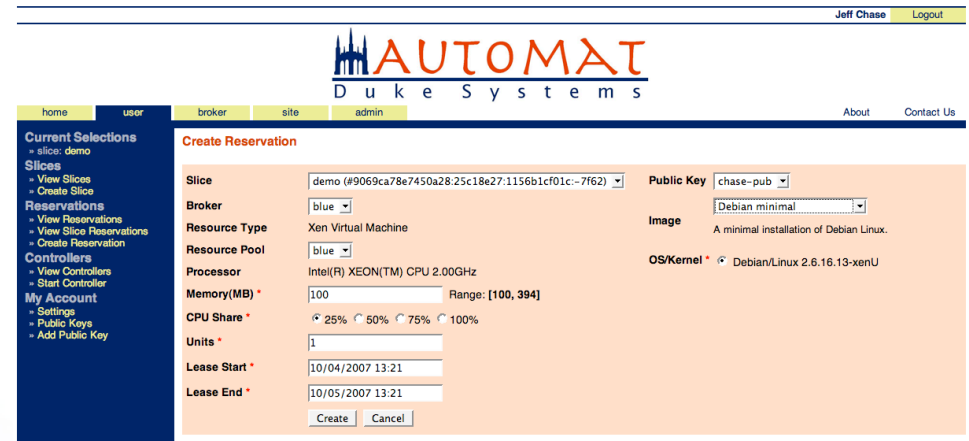 Jeff Chase Logout
AUTOMAT
Duke Systems
home user broker site admin About Contact Us
Current Selections
» slice: demo
Slices
» View Slices
» Create Slice
Reservations
» View Reservations
» View Slice Reservations
» Create Reservation
Controllers
» View Controllers
» Start Controller
My Account
» Settings
» Public Keys
» Add Public Key
Create Reservation
Slice demo (#9069ca78e7450a28:25c18e27:1156b1cf01c:-7f62)
Broker blue
Resource Type Xen Virtual Machine
Resource Pool blue
Processor Intel(R) XEON(TM) CPU 2.00GHz
Memory(MB) * 100 Range: [100, 394]
CPU Share * 25% 50% 75% 100%
Units * 1
Lease Start * 10/04/2007 13:21
Lease End * 10/05/2007 13:21
Create Cancel
Public Key chase-pub
Image Debian minimal
A minimal installation of Debian Linux.
OS/Kernel * Debian/Linux 2.6.16.13-xenU